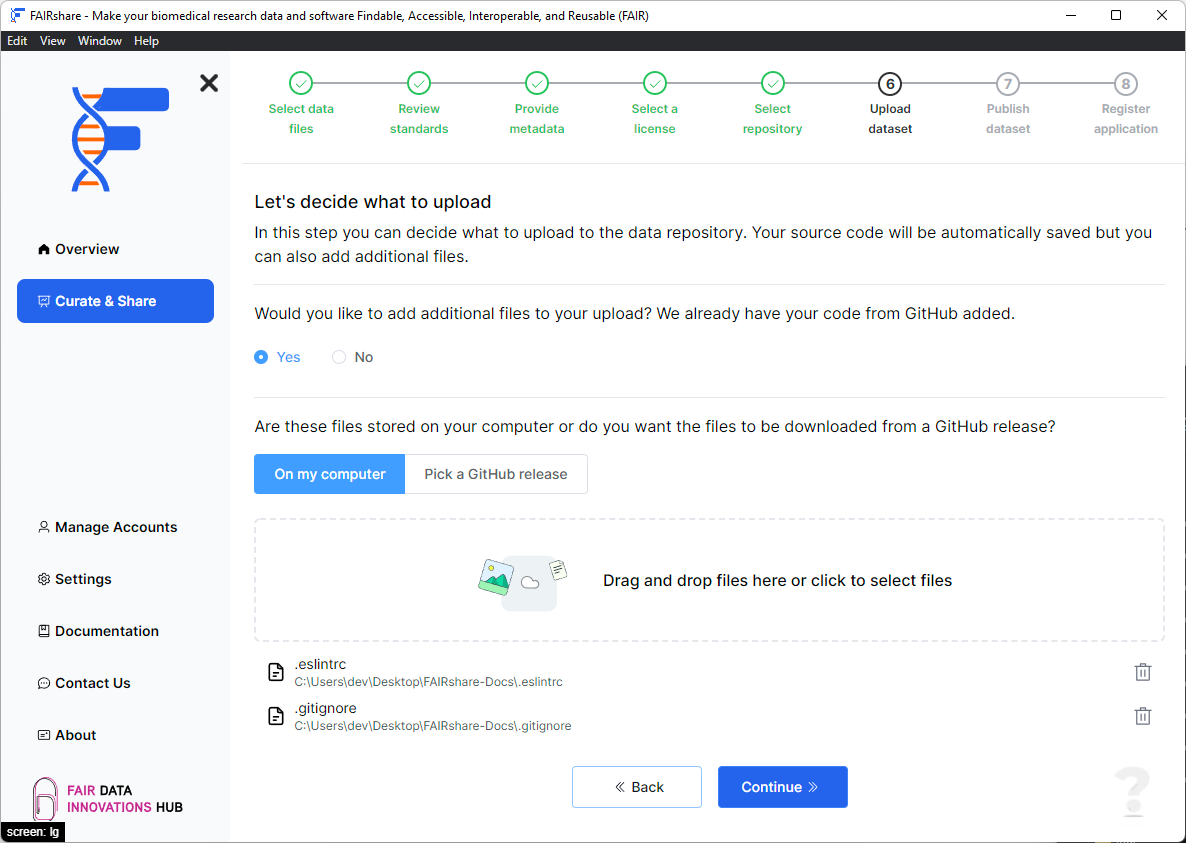 FAIRshare - Make your biomedical research data and software Findable, Accessible, Interoperable, and Reusable (FAIR)
Edit View Window Help
Overview
Curate & Share
Manage Accounts
Settings
Documentation
Contact Us
About
FAIR DATA
INNOVATIONS HUB
screen: lg
Select data
files
Review
standards
Provide
metadata
Select a
license
Select
repository
6
Upload
dataset
7
Publish
dataset
8
Register
application
Let's decide what to upload
In this step you can decide what to upload to the data repository. Your source code will be automatically saved but you
can also add additional files.
Would you like to add additional files to your upload? We already have your code from GitHub added.
Yes No
Are these files stored on your computer or do you want the files to be downloaded from a GitHub release?
On my computer Pick a GitHub release
Drag and drop files here or click to select files
.eslintrc
C:\Users\dev\Desktop\FAIRshare-Docs\.eslintrc
.gitignore
C:\Users\dev\Desktop\FAIRshare-Docs\.gitignore
« Back Continue »
?